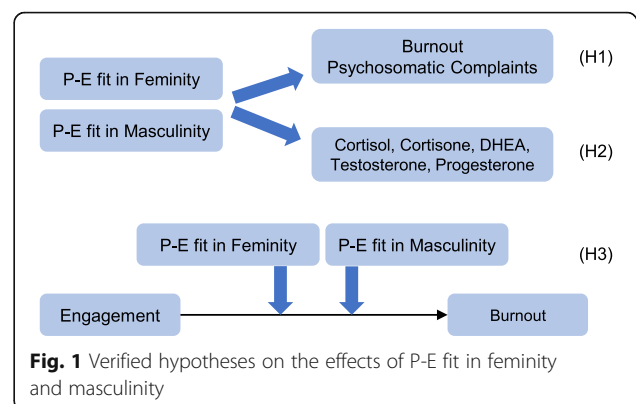 Burnout
Psychosomatic Complaints
(H1)
P-E fit in Feminity
P-E fit in Masculinity
Cortisol, Cortisone, DHEA,
Testosterone, Progesterone
(H2)
P-E fit in Feminity
P-E fit in Masculinity
(H3)
Engagement
Burnout
Fig. 1 Verified hypotheses on the effects of P-E fit in feminity
and masculinity